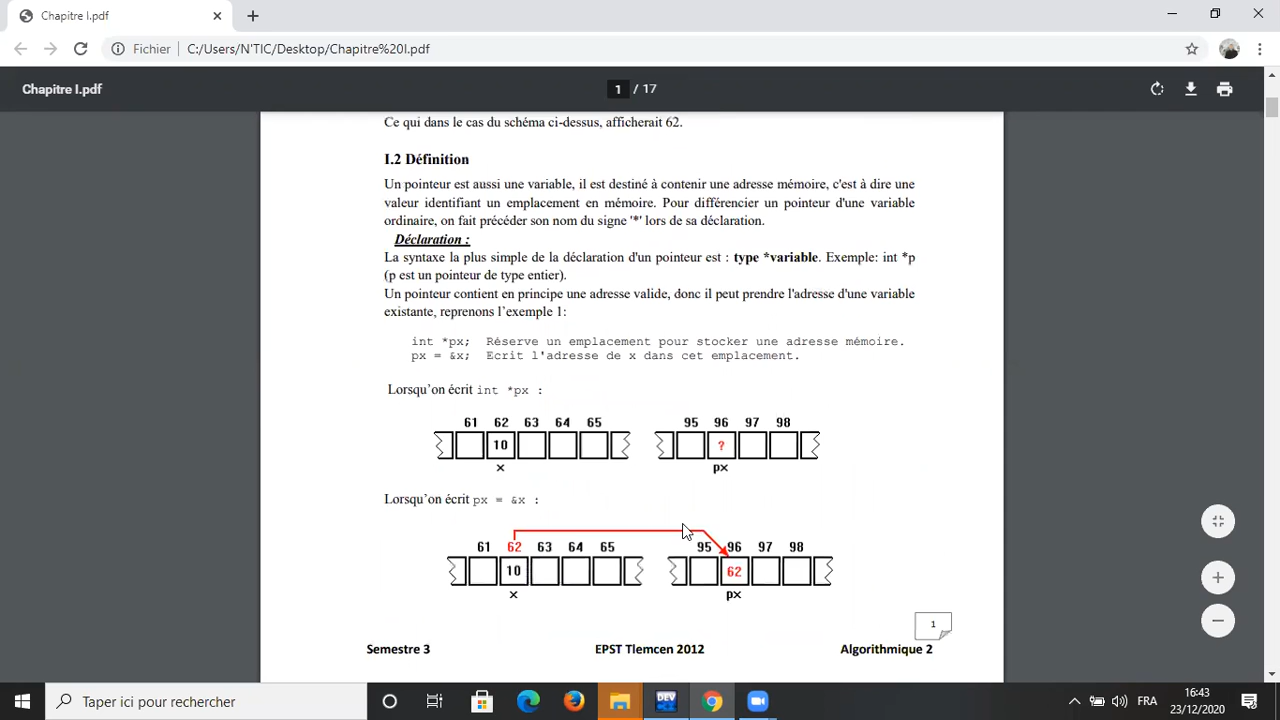 Chapitre I.pdf
Fichier
C:/Users/N'TIC/Desktop/Chapitre%20I.pdf
Chapitre I.pdf
1 / 17
Ce qui dans le cas du schéma ci-dessus, afficherait 62.
I.2 Définition
Un pointeur est aussi une variable, il est destiné à contenir une adresse mémoire, c'est à dire une
valeur identifiant un emplacement en mémoire. Pour différencier un pointeur d'une variable
ordinaire, on fait précéder son nom du signe '*' lors de sa déclaration.
Déclaration :
La syntaxe la plus simple de la déclaration d'un pointeur est : type *variable. Exemple: int *p
(p est un pointeur de type entier).
Un pointeur contient en principe une adresse valide, donc il peut prendre l'adresse d'une variable
existante, reprenons l'exemple 1:
int *px; Réserve un emplacement pour stocker une adresse mémoire.
px = &x; Ecrit l'adresse de x dans cet emplacement.
Lorsqu'on écrit int *px :
61 62 63 64 65 95 96 97 98
10 ?
x px
Lorsqu'on écrit px = &x :
61 62 63 64 65 95 96 97 98
10 62
x px
1
Semestre 3 EPST Tlemcen 2012 Algorithmique 2
Taper ici pour rechercher
DEV
FRA
16:43
23/12/2020